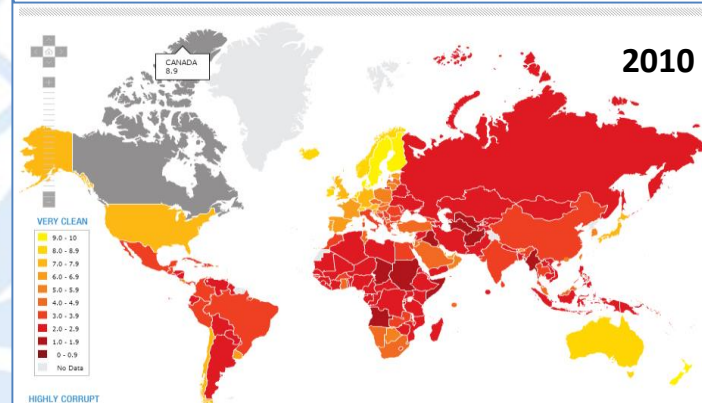 2010
CANADA
8.9
VERY CLEAN
9.0 - 10
8.0 - 8.9
7.0 - 7.9
6.0 - 6.9
5.0 - 5.9
4.0 - 4.9
3.0 - 3.9
2.0 - 2.9
1.0 - 1.9
0 - 0.9
No Data
HIGHLY CORRUPT